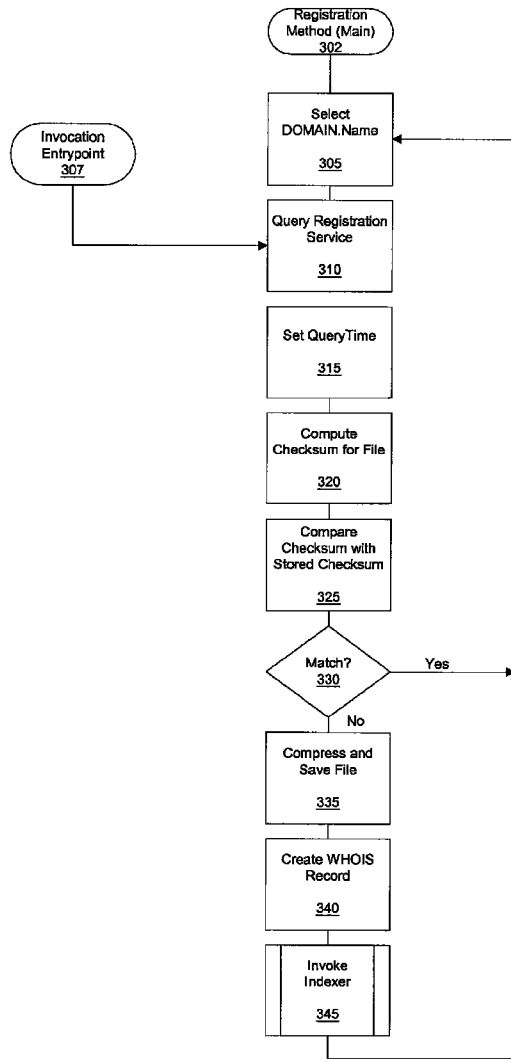 Registration
Method (Main)
302
Select
DOMAIN.Name
305
Invocation
Entrypoint
307
Query Registration
Service
310
Set QueryTime
315
Compute
Checksum for File
320
Compare
Checksum with
Stored Checksum
325
Match?
330
Yes
No
Compress and
Save File
335
Create WHOIS
Record
340
Invoke
Indexer
345